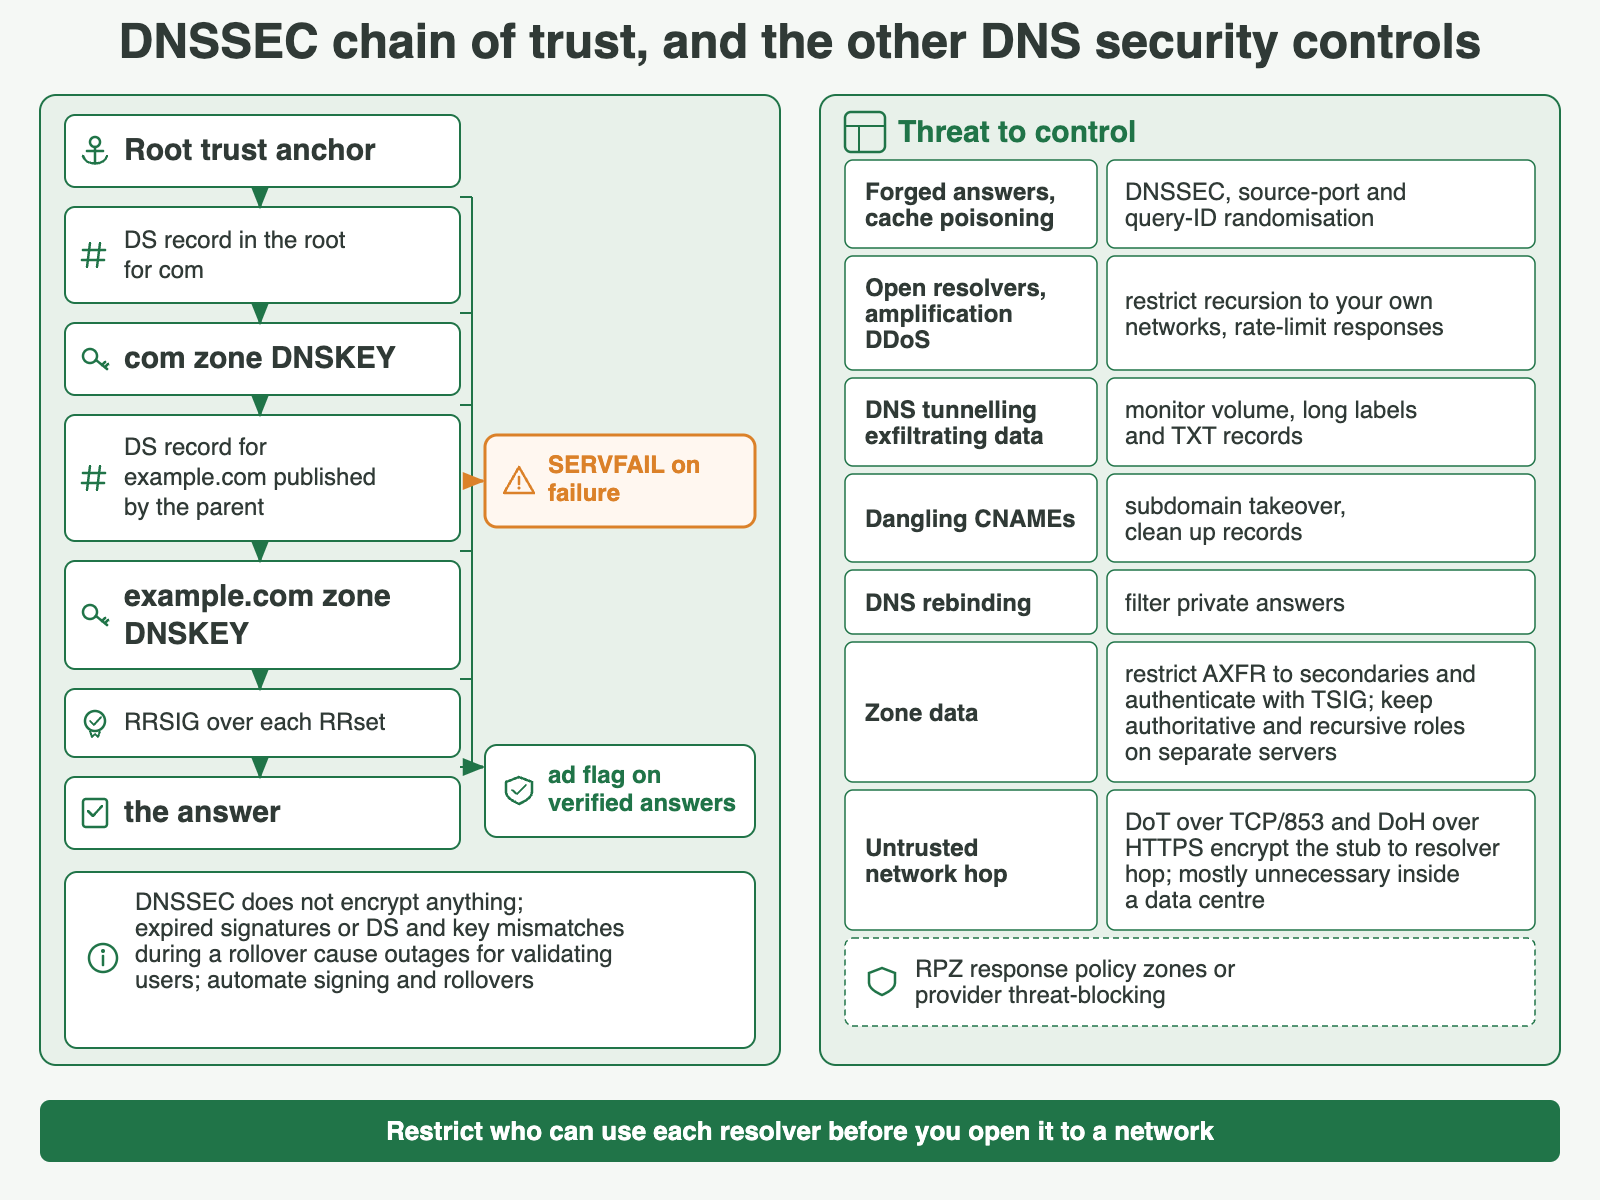 DNSSEC chain of trust, and the other DNS security controls
Root trust anchor
DS record in the root
for com
com zone DNSKEY
DS record for
example.com published
by the parent
example.com zone
DNSKEY
RRSIG over each RRset
the answer
SERVFAIL on
failure
ad flag on
verified answers
DNSSEC does not encrypt anything;
expired signatures or DS and key mismatches
during a rollover cause outages for validating
users; automate signing and rollovers
Threat to control
Forged answers,
cache poisoning
DNSSEC, source-port and
query-ID randomisation
Open resolvers,
amplification
DDoS
restrict recursion to your own
networks, rate-limit responses
DNS tunnelling
exfiltrating data
monitor volume, long labels
and TXT records
Dangling CNAMEs
subdomain takeover,
clean up records
DNS rebinding
filter private answers
Zone data
restrict AXFR to secondaries and
authenticate with TSIG; keep
authoritative and recursive roles
on separate servers
Untrusted
network hop
DoT over TCP/853 and DoH over
HTTPS encrypt the stub to resolver
hop; mostly unnecessary inside
a data centre
RPZ response policy zones or
provider threat-blocking
Restrict who can use each resolver before you open it to a network